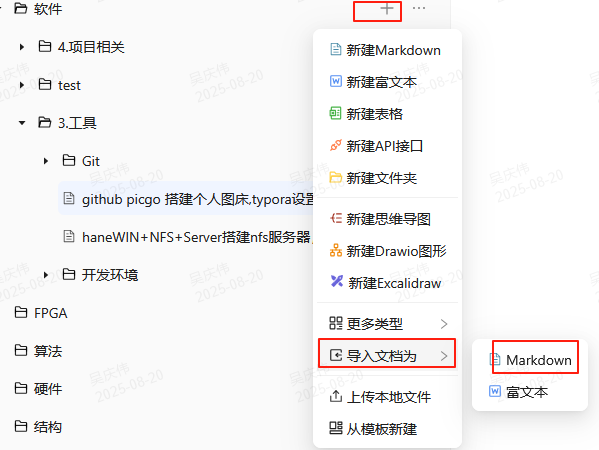 软件
4.项目相关
test
3.工具
Git
github picgo 搭建个人图床,typora设置
haneWIN+NFS+Server搭建nfs服务器,
开发环境
FPGA
算法
硬件
结构
新建Markdown
新建富文本
新建表格
新建API接口
新建文件夹
新建思维导图
新建Drawio图形
新建Excalidraw
更多类型
导入文档为
上传本地文件
从模板新建
Markdown
富文本
吴庆伟
2025-08-20